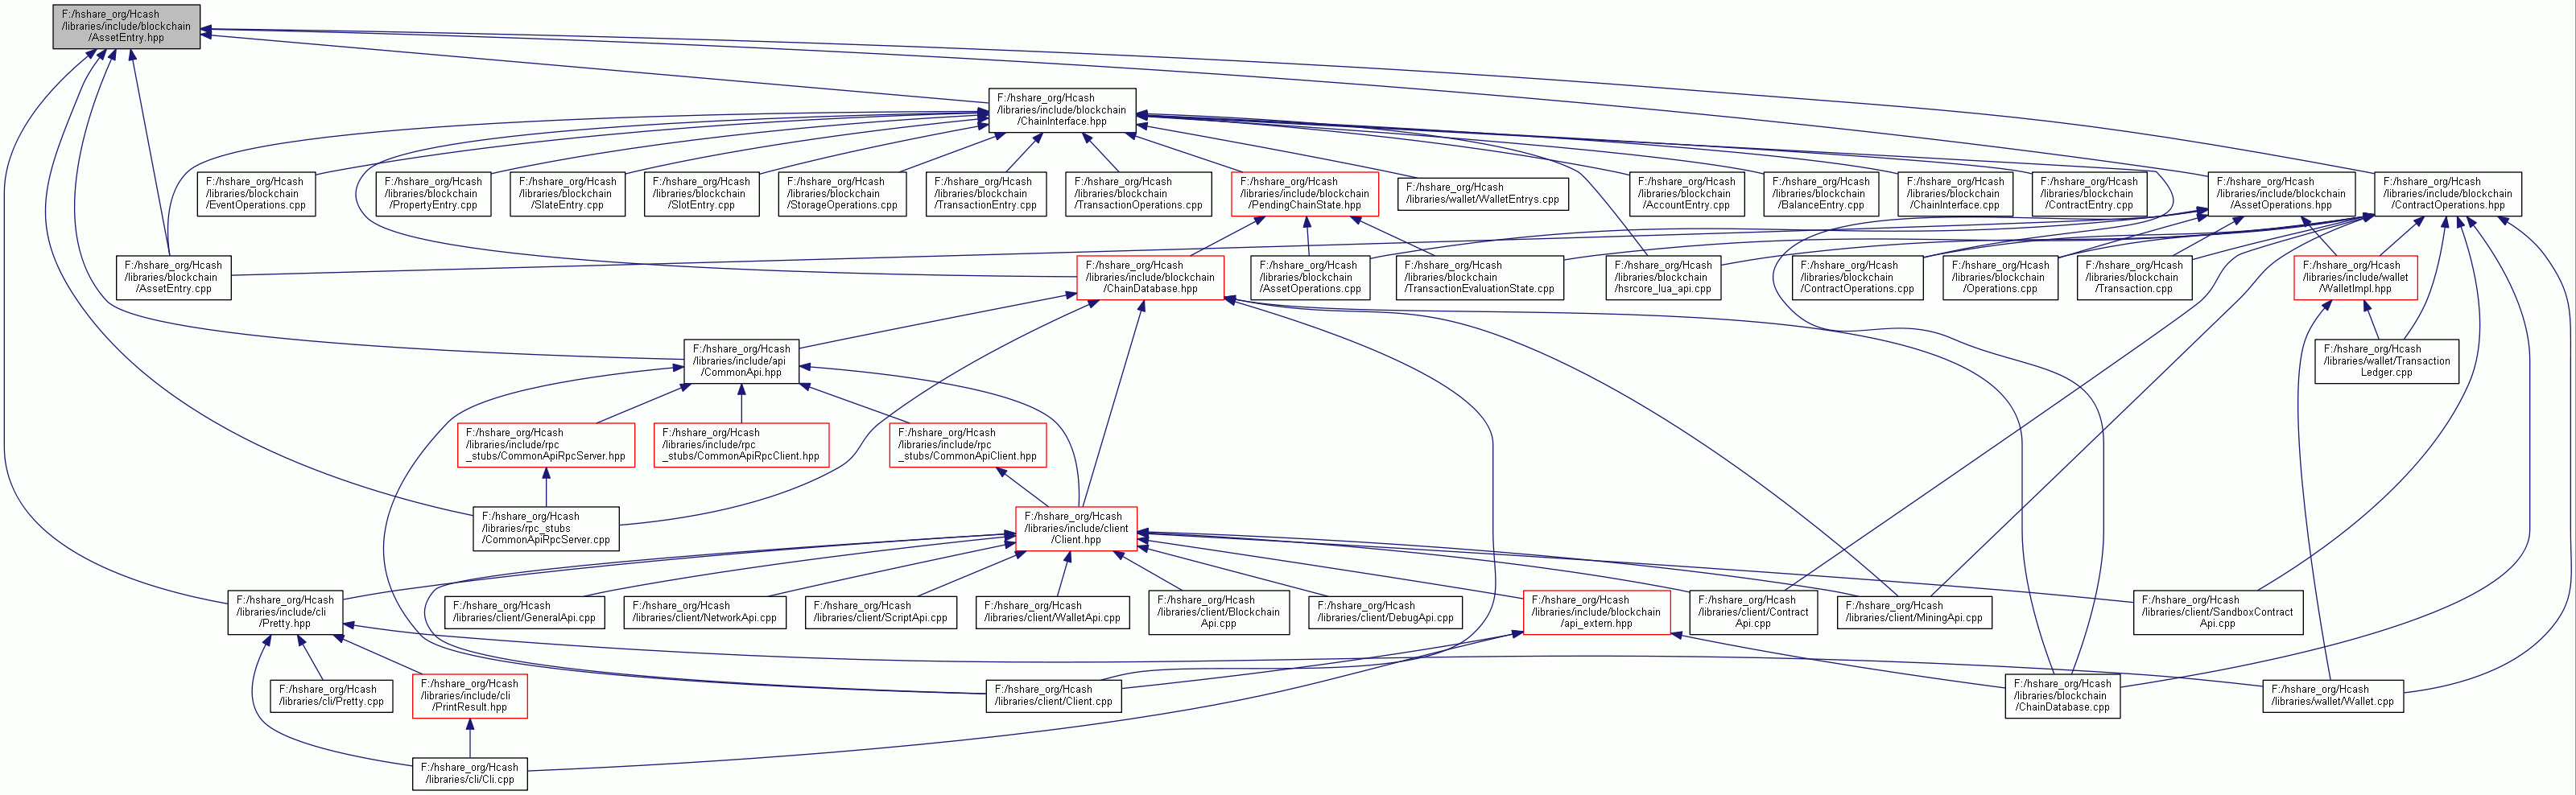 F:/hshare_org/Hcash
/libraries/include/blockchain
/AssetEntry.hpp
F:/hshare_org/Hcash
/libraries/include/blockchain
/ChainInterface.hpp
F:/hshare_org/Hcash
/libraries/blockchain
/EventOperations.cpp
F:/hshare_org/Hcash
/libraries/blockchain
/PropertyEntry.cpp
F:/hshare_org/Hcash
/libraries/blockchain
/SlateEntry.cpp
F:/hshare_org/Hcash
/libraries/blockchain
/SlotEntry.cpp
F:/hshare_org/Hcash
/libraries/blockchain
/StorageOperations.cpp
F:/hshare_org/Hcash
/libraries/blockchain
/TransactionEntry.cpp
F:/hshare_org/Hcash
/libraries/blockchain
/TransactionOperations.cpp
F:/hshare_org/Hcash
/libraries/include/blockchain
/PendingChainState.hpp
F:/hshare_org/Hcash
/libraries/wallet/WalletEntrys.cpp
F:/hshare_org/Hcash
/libraries/blockchain
/AccountEntry.cpp
F:/hshare_org/Hcash
/libraries/blockchain
/BalanceEntry.cpp
F:/hshare_org/Hcash
/libraries/blockchain
/ChainInterface.cpp
F:/hshare_org/Hcash
/libraries/blockchain
/ContractEntry.cpp
F:/hshare_org/Hcash
/libraries/include/blockchain
/AssetOperations.hpp
F:/hshare_org/Hcash
/libraries/include/blockchain
/ContractOperations.hpp
F:/hshare_org/Hcash
/libraries/blockchain
/AssetEntry.cpp
F:/hshare_org/Hcash
/libraries/include/blockchain
/ChainDatabase.hpp
F:/hshare_org/Hcash
/libraries/blockchain
/AssetOperations.cpp
F:/hshare_org/Hcash
/libraries/blockchain
/TransactionEvaluationState.cpp
F:/hshare_org/Hcash
/libraries/blockchain
/hsrcore_lua_api.cpp
F:/hshare_org/Hcash
/libraries/blockchain
/ContractOperations.cpp
F:/hshare_org/Hcash
/libraries/blockchain
/Operations.cpp
F:/hshare_org/Hcash
/libraries/blockchain
/Transaction.cpp
F:/hshare_org/Hcash
/libraries/include/wallet
/WalletImpl.hpp
F:/hshare_org/Hcash
/libraries/include/api
/CommonApi.hpp
F:/hshare_org/Hcash
/libraries/wallet/Transaction
Ledger.cpp
F:/hshare_org/Hcash
/libraries/include/rpc
_stubs/CommonApiRpcServer.hpp
F:/hshare_org/Hcash
/libraries/include/rpc
_stubs/CommonApiRpcClient.hpp
F:/hshare_org/Hcash
/libraries/include/rpc
_stubs/CommonApiClient.hpp
F:/hshare_org/Hcash
/libraries/rpc_stubs
/CommonApiRpcServer.cpp
F:/hshare_org/Hcash
/libraries/include/client
/Client.hpp
F:/hshare_org/Hcash
/libraries/include/cli
/Pretty.hpp
F:/hshare_org/Hcash
/libraries/client/GeneralApi.cpp
F:/hshare_org/Hcash
/libraries/client/NetworkApi.cpp
F:/hshare_org/Hcash
/libraries/client/ScriptApi.cpp
F:/hshare_org/Hcash
/libraries/client/WalletApi.cpp
F:/hshare_org/Hcash
/libraries/client/Blockchain
Api.cpp
F:/hshare_org/Hcash
/libraries/client/DebugApi.cpp
F:/hshare_org/Hcash
/libraries/include/blockchain
/api_extern.hpp
F:/hshare_org/Hcash
/libraries/client/Contract
Api.cpp
F:/hshare_org/Hcash
/libraries/client/MiningApi.cpp
F:/hshare_org/Hcash
/libraries/client/SandboxContract
Api.cpp
F:/hshare_org/Hcash
/libraries/cli/Pretty.cpp
F:/hshare_org/Hcash
/libraries/include/cli
/PrintResult.hpp
F:/hshare_org/Hcash
/libraries/client/Client.cpp
F:/hshare_org/Hcash
/libraries/blockchain
/ChainDatabase.cpp
F:/hshare_org/Hcash
/libraries/wallet/Wallet.cpp
F:/hshare_org/Hcash
/libraries/cli/Cli.cpp